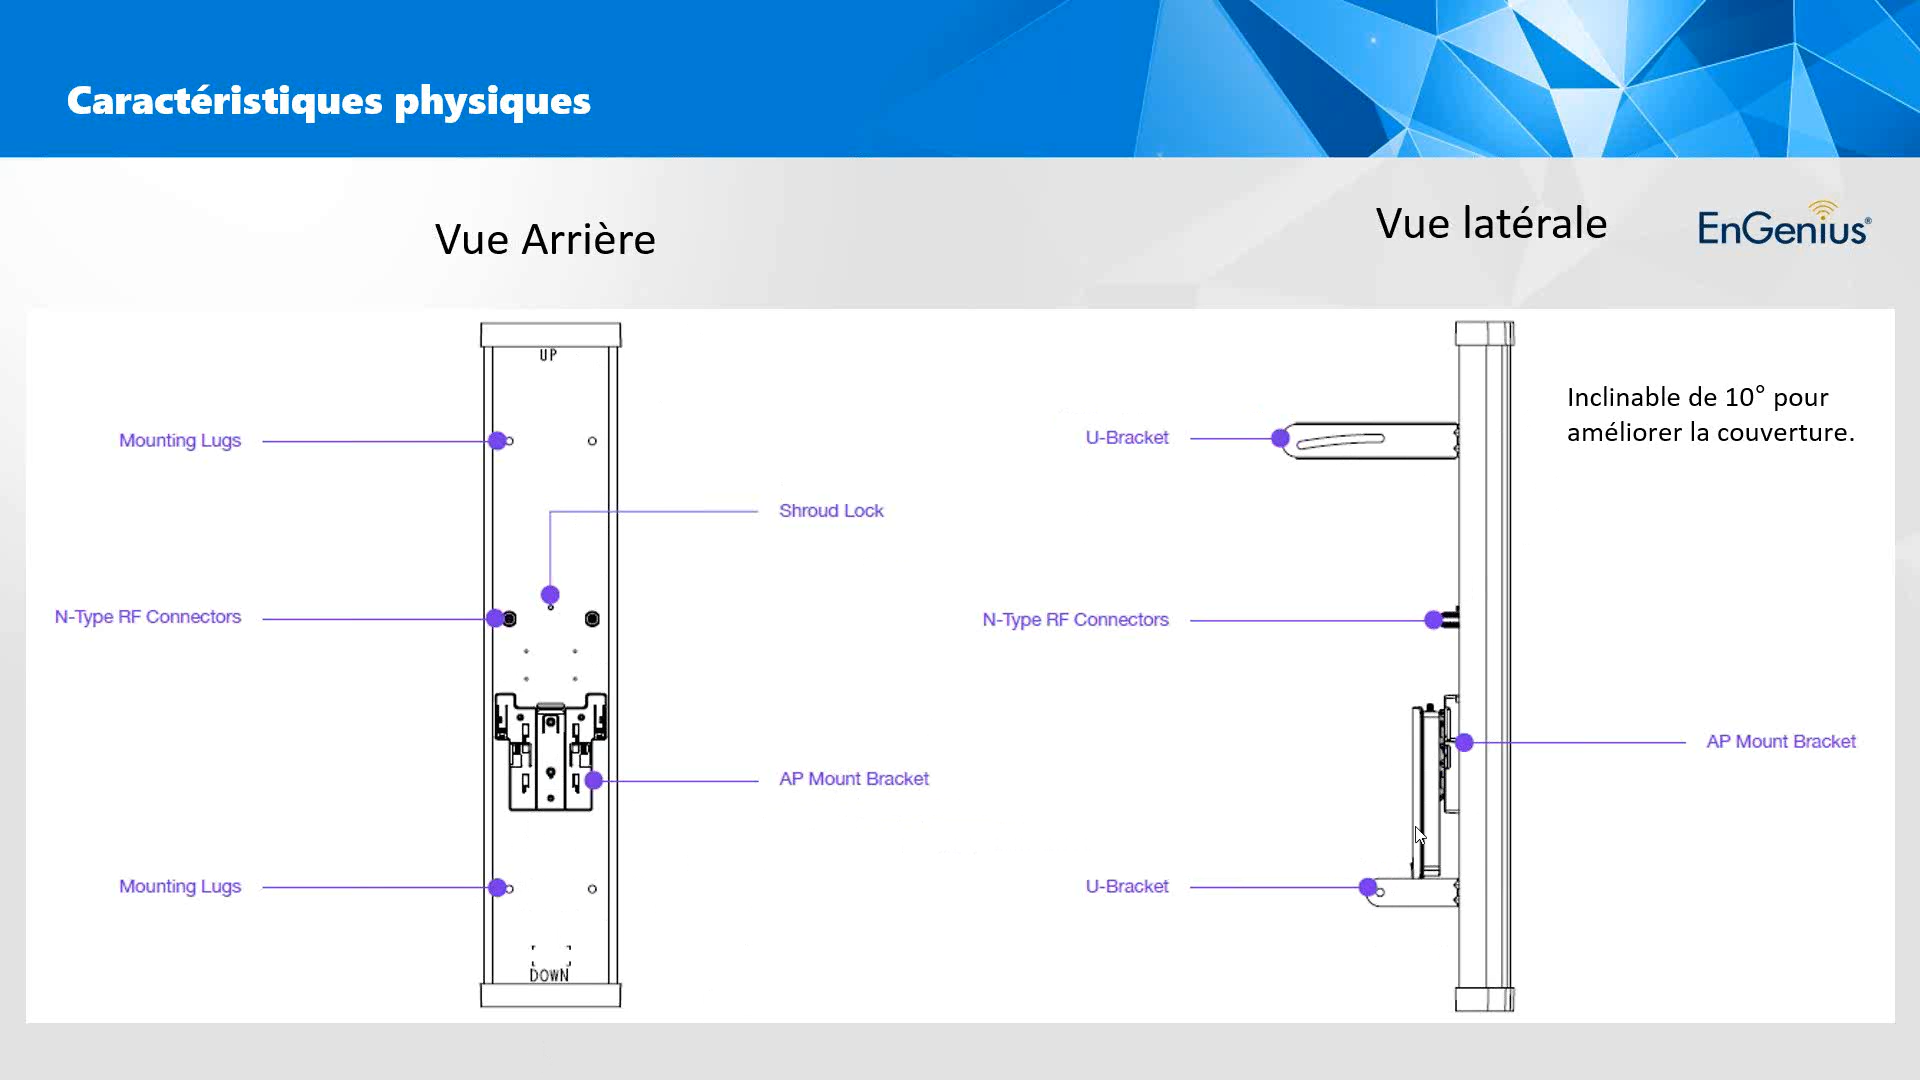 Caractéristiques physiques
Vue Arrière
Vue latérale
EnGenius®
UP
Mounting Lugs
Shroud Lock
N-Type RF Connectors
AP Mount Bracket
Mounting Lugs
DOWN
Inclinable de 10° pour
améliorer la couverture.
U-Bracket
N-Type RF Connectors
AP Mount Bracket
U-Bracket